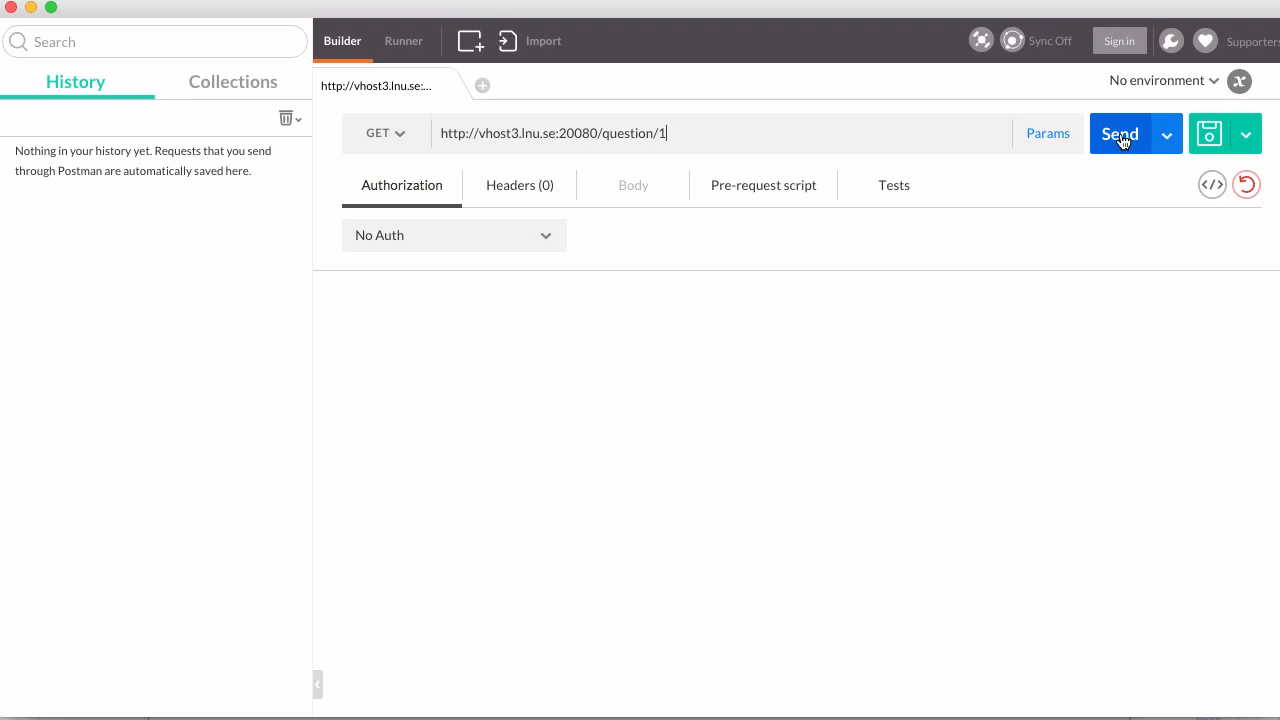 Search
History
Collections
Nothing in your history yet. Requests that you send
through Postman are automatically saved here.
Builder
Runner
Import
Sync Off
Sign in
Supporters
http://vhost3.lnu.se:...
No environment
GET
http://vhost3.lnu.se:20080/question/1
Params
Send
Authorization
Headers (0)
Body
Pre-request script
Tests
No Auth